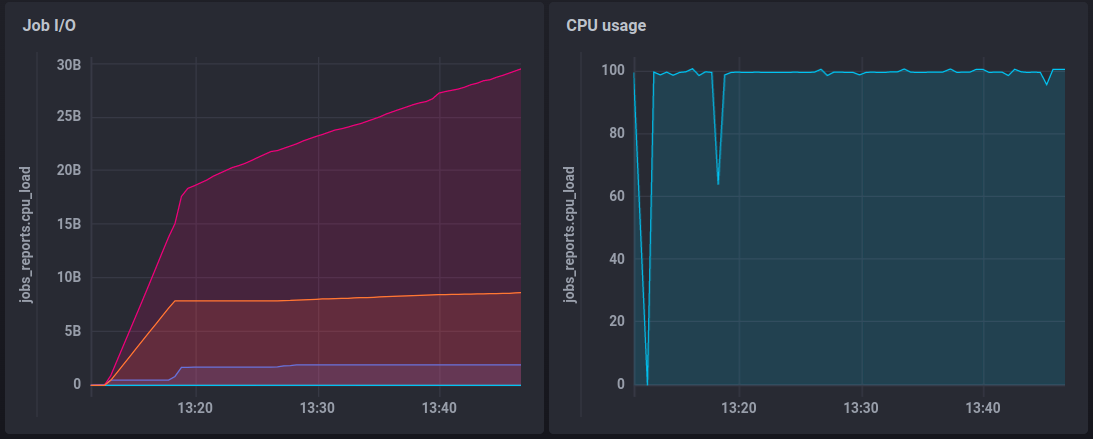 Job I/O
jobs_reports.cpu_load
30B
25B
20B
15B
10B
5B
0
13:20
13:30
13:40
CPU usage
jobs_reports.cpu_load
100
80
60
40
20
0
13:20
13:30
13:40